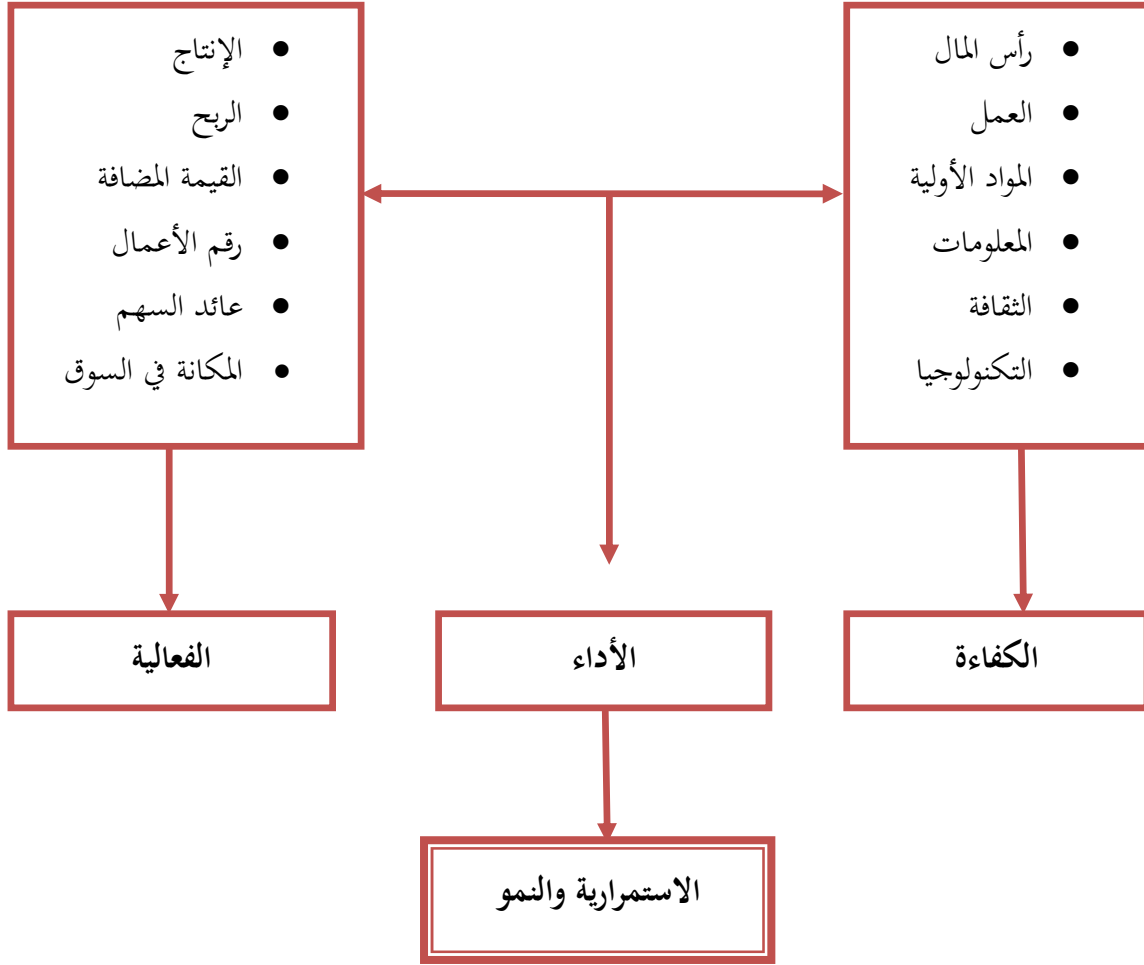 ● رأس المال
● العمل
● المواد الأولية
● المعلومات
● الثقافة
● التكنولوجيا
● الإنتاج
● الربح
● القيمة المضافة
● رقم الأعمال
● عائد السهم
● المكانة في السوق
الكفاءة
الأداء
الفعالية
الاستمرارية والنمو